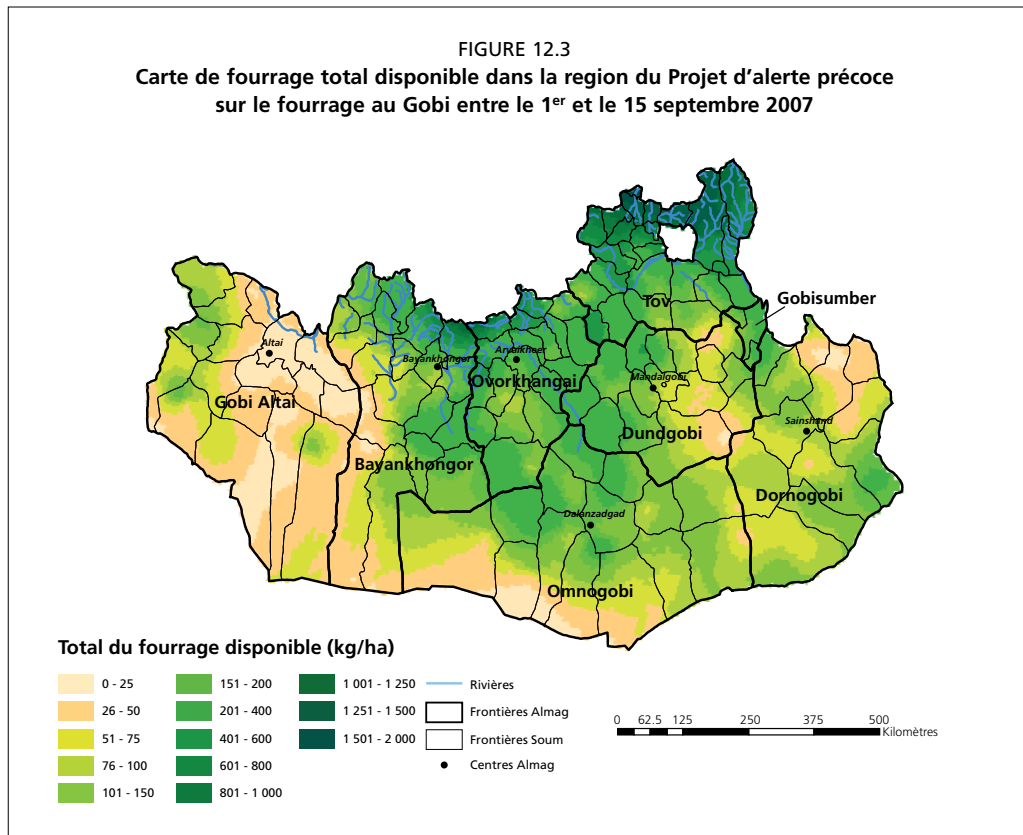 FIGURE 12.3
Carte de fourrage total disponible dans la region du Projet d'alerte précoce
sur le fourrage au Gobi entre le 1er et le 15 septembre 2007
Tov
Gobisumber
Altai
Bayankhongor
Arvaikheer
Ovorkhangai
Mandalgobi
Gobi Altai
Sainshand
Dundgobi
Bayankhongor
Dornogobi
Dalanzadgad
Omnogobi
Total du fourrage disponible (kg/ha)
0 - 25
26 - 50
51 - 75
76 - 100
101 - 150
151 - 200
201 - 400
401 - 600
601 - 800
801 - 1 000
1 001 - 1 250
1 251 - 1 500
1 501 - 2 000
Rivières
Frontières Almag
Frontières Soum
Centres Almag
0 62.5 125 250 375 500
Kilomètres